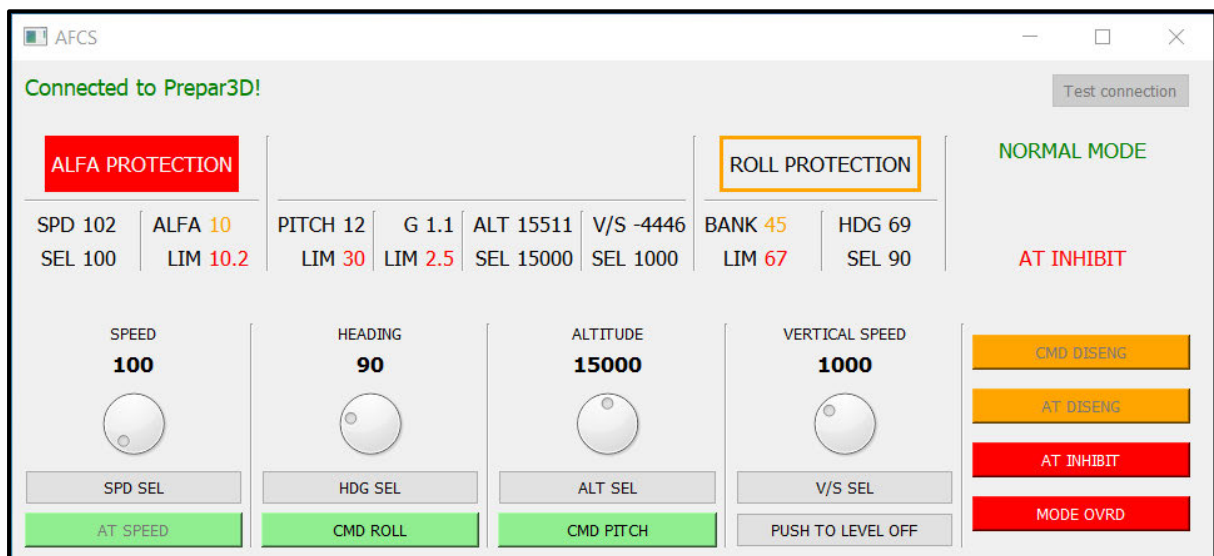 AFCS
Connected to Prepar3D!
Test connection
ALFA PROTECTION
ROLL PROTECTION
NORMAL MODE
SPD 102 ALFA 10 PITCH 12 G 1.1 ALT 15511 V/S -4446 BANK 45 HDG 69
SEL 100 LIM 10.2 LIM 30 LIM 2.5 SEL 15000 SEL 1000 LIM 67 SEL 90
AT INHIBIT
SPEED HEADING ALTITUDE VERTICAL SPEED
100 90 15000 1000
CMD DISENG
AT DISENG
AT INHIBIT
SPD SEL HDG SEL ALT SEL V/S SEL
AT SPEED CMD ROLL CMD PITCH PUSH TO LEVEL OFF
MODE OVRD